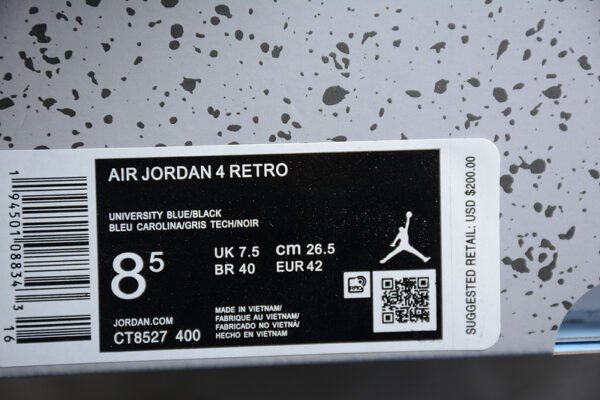 AIR JORDAN 4 RETRO
UNIVERSITY BLUE/BLACK
BLEU CAROLINA/GRIS TECH/NOIR
8 5
UK 7.5 cm 26.5
BR 40 EUR 42
MADE IN VIETNAM/
FABRIQUE AU VIETNAM/
FABRICADO NO VIETNÃ/
HECHO EN VIETNAM
JORDAN.COM
CT8527 400
SUGGESTED RETAIL: USD $200.00
1 94501 08834 3
16